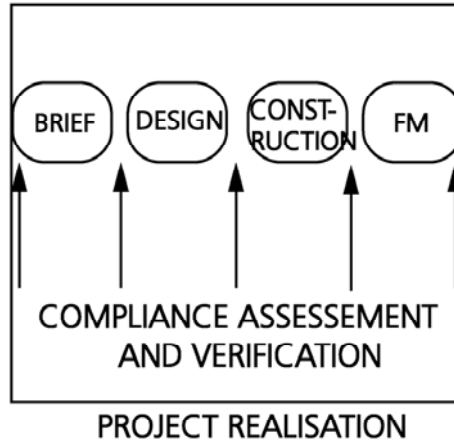 BRIEF
DESIGN
CONST-
RUCTION
FM
COMPLIANCE ASSESSEMENT
AND VERIFICATION
PROJECT REALISATION